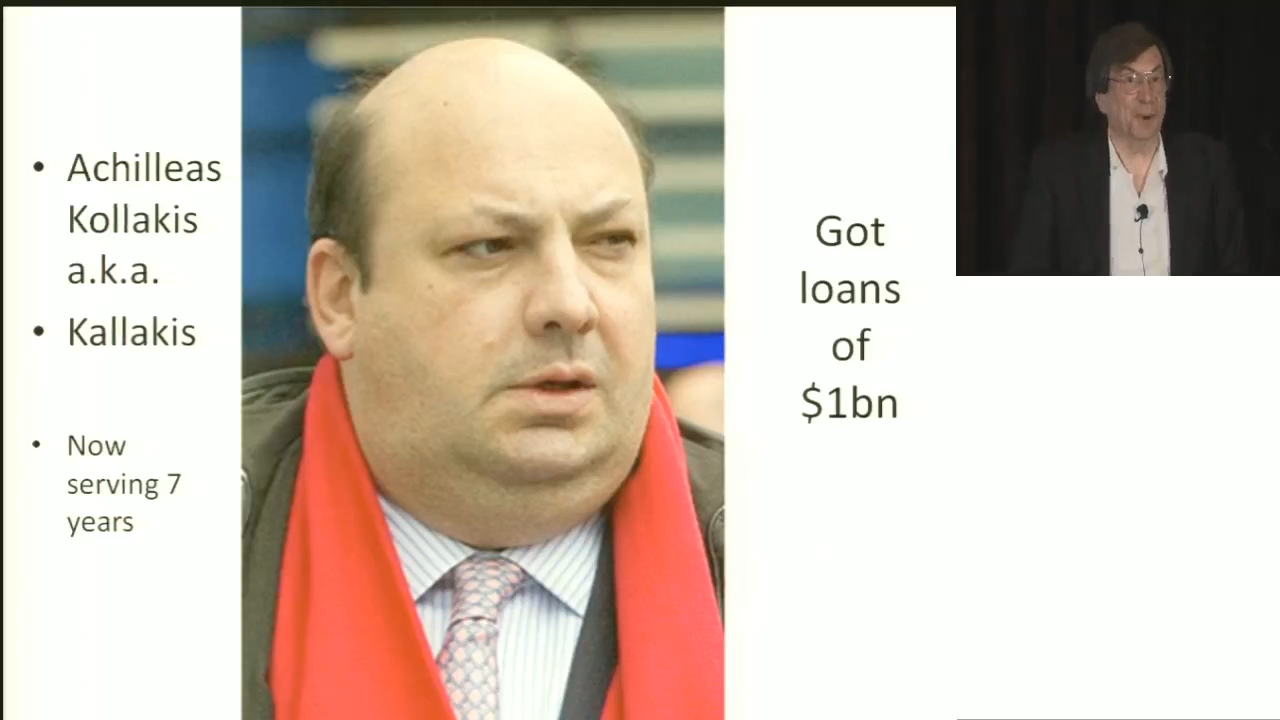 • Achilleas
Kollakis
a.k.a.
• Kallakis
• Now
serving 7
years
Got
loans
of
$1bn